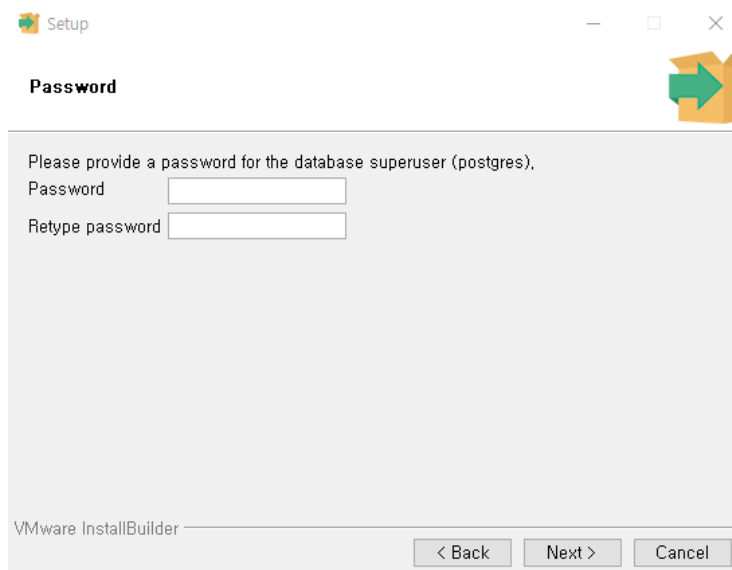 Setup
Password
Please provide a password for the database superuser (postgres),
Password
Retype password
VMware InstallBuilder
< Back Next > Cancel